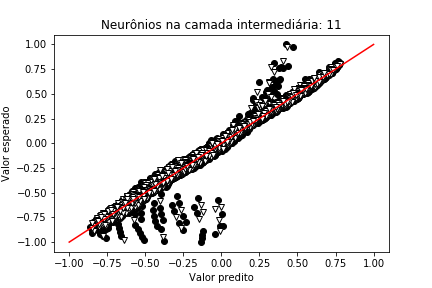 Neurônios na camada intermediária: 11
Valor esperado
1.00
0.75
0.50
0.25
0.00
−0.25
−0.50
−0.75
−1.00
−1.00 −0.75 −0.50 −0.25 0.00 0.25 0.50 0.75 1.00
Valor predito